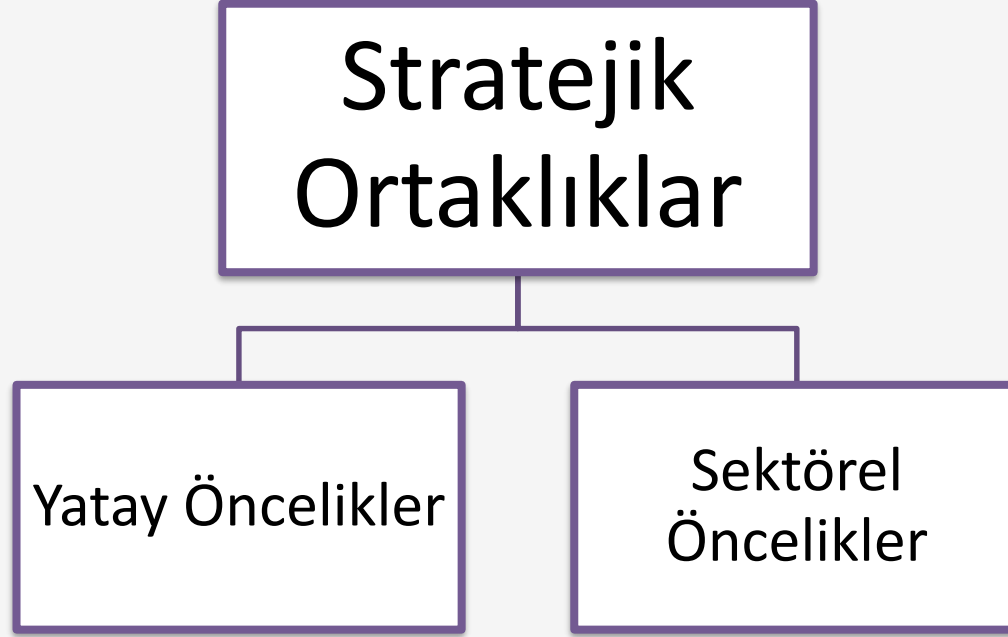 Stratejik
Ortaklıklar
Yatay Öncelikler
Sektörel
Öncelikler